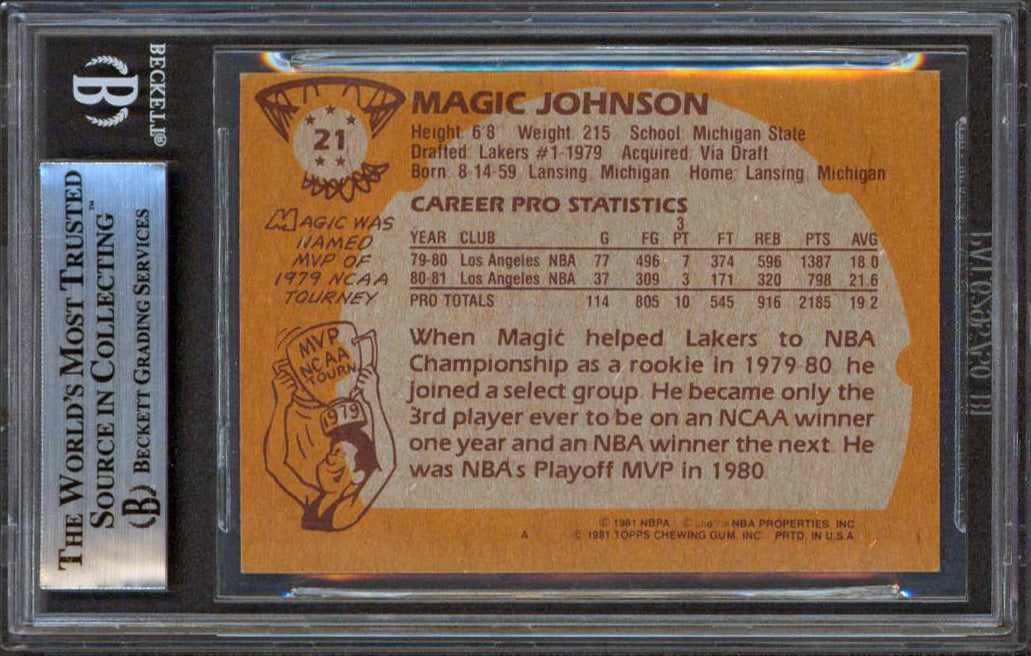 BECKETT®
THE WORLD'S MOST TRUSTED
SOURCE IN COLLECTING™
BECKETT GRADING SERVICES
21
MAGIC JOHNSON
Height 6'8" Weight 215 School Michigan State
Drafted Lakers #1-1979 Acquired Via Draft
Born 8-14-59 Lansing Michigan Home Lansing Michigan
MAGIC WAS
NAMED
MVP OF
1979 NCAA
TOURNEY
MVP
NCAA
TOURN
1979
CAREER PRO STATISTICS
YEAR CLUB G FG 3 PT FT REB PTS AVG
79-80 Los Angeles NBA 77 496 7 374 596 1387 18.0
80-81 Los Angeles NBA 37 309 3 171 320 798 21.6
PRO TOTALS 114 805 10 545 916 2185 19.2
When Magic helped Lakers to NBA
Championship as a rookie in 1979-80 he
joined a select group. He became only the
3rd player ever to be on an NCAA winner
one year and an NBA winner the next. He
was NBA's Playoff MVP in 1980
© 1981 NBPA © NBA PROPERTIES INC
A © 1981 TOPPS CHEWING GUM INC PRTD IN U.S.A